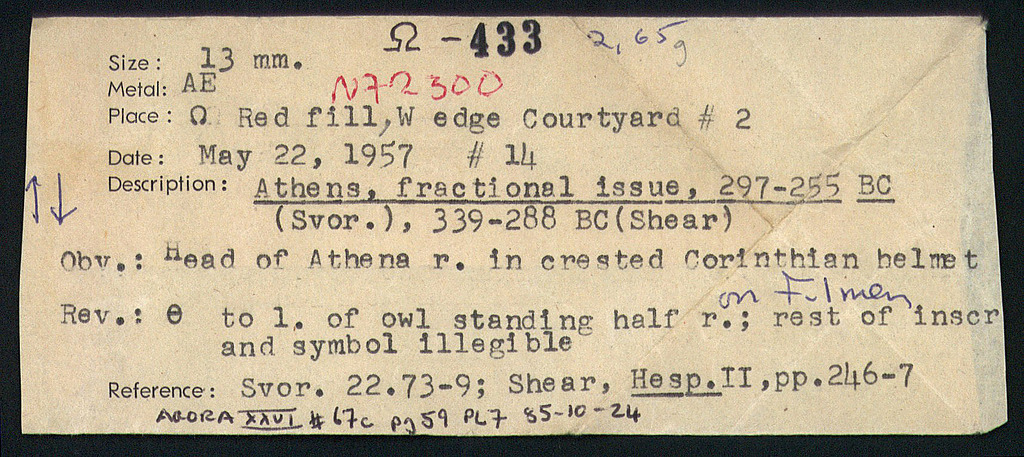 Ω -433 2,65g
Size: 13 mm.
Metal: AE N72300
Place: Ω Red fill, W edge Courtyard # 2
Date: May 22, 1957 # 14
Description: Athens, fractional issue, 297-255 BC
↑↓ (Svor.), 339-288 BC(Shear)
Obv.: Head of Athena r. in crested Corinthian helmet
on Fulmen
Rev.: Θ to l. of owl standing half r.; rest of inscr
and symbol illegible
Reference: Svor. 22.73-9; Shear, Hesp.II,pp.246-7
AGORA XXVI #67c pg59 PL7 85-10-24